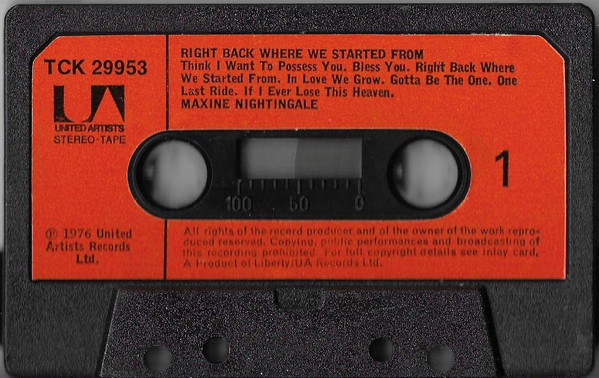 TCK 29953
UA
UNITED ARTISTS
STEREO-TAPE
RIGHT BACK WHERE WE STARTED FROM
Think I Want To Possess You. Bless You. Right Back Where
We Started From. In Love We Grow. Gotta Be The One. One
Last Ride. If I Ever Lose This Heaven.
MAXINE NIGHTINGALE
1
100 50 0
℗ 1976 United
Artists Records
Ltd.
All rights of the record producer and of the owner of the work repro-
duced reserved. Copying, public performances and broadcasting of
this recording prohibited. For full copyright details see inlay card.
A Product of Liberty/UA Records Ltd.